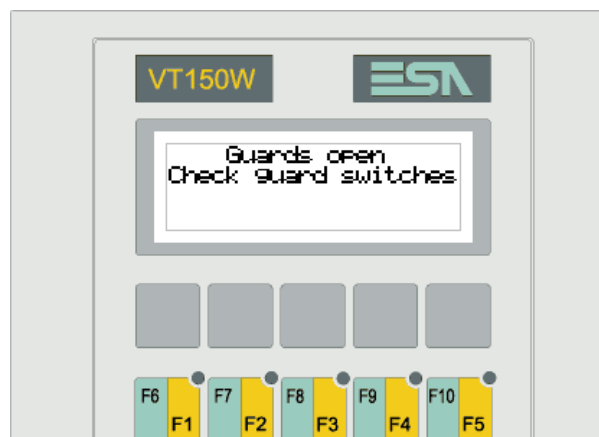 VT150W ESA
Guards open
Check guard switches
F6 F7 F8 F9 F10
F1 F2 F3 F4 F5